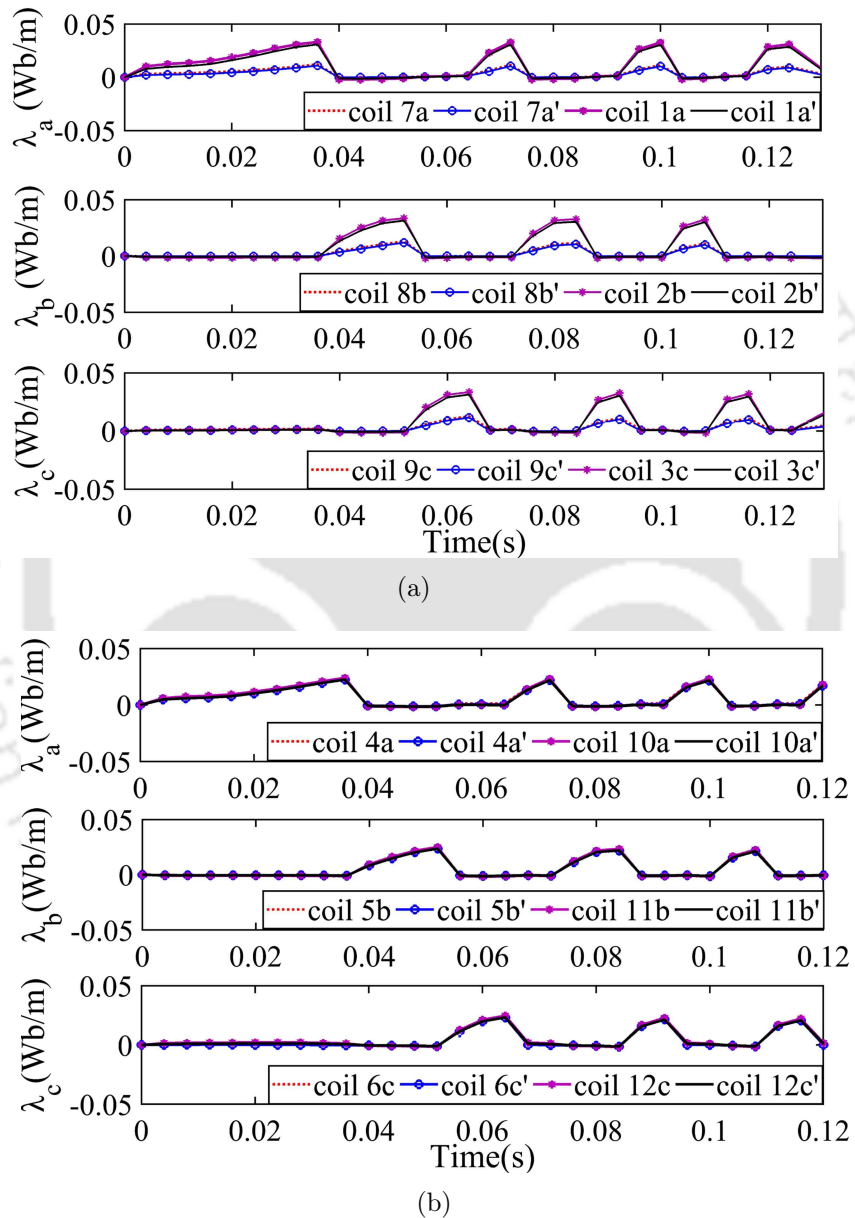 0.05
0
-0.05
λa (Wb/m)
coil 7a coil 7a' coil 1a coil 1a'
0 0.02 0.04 0.06 0.08 0.1 0.12
0.05
0
-0.05
λb (Wb/m)
coil 8b coil 8b' coil 2b coil 2b'
0 0.02 0.04 0.06 0.08 0.1 0.12
0.05
0
-0.05
λc(Wb/m)
coil 9c coil 9c' coil 3c coil 3c'
0 0.02 0.04 0.06 0.08 0.1 0.12
Time(s)
(a)
0.05
0
-0.05
λa (Wb/m)
coil 4a coil 4a' coil 10a coil 10a'
0 0.02 0.04 0.06 0.08 0.1 0.12
0.05
0
-0.05
λb(Wb/m)
coil 5b coil 5b' coil 11b coil 11b'
0 0.02 0.04 0.06 0.08 0.1 0.12
0.05
0
-0.05
λc(Wb/m)
coil 6c coil 6c' coil 12c coil 12c'
0 0.02 0.04 0.06 0.08 0.1 0.12
Time(s)
(b)